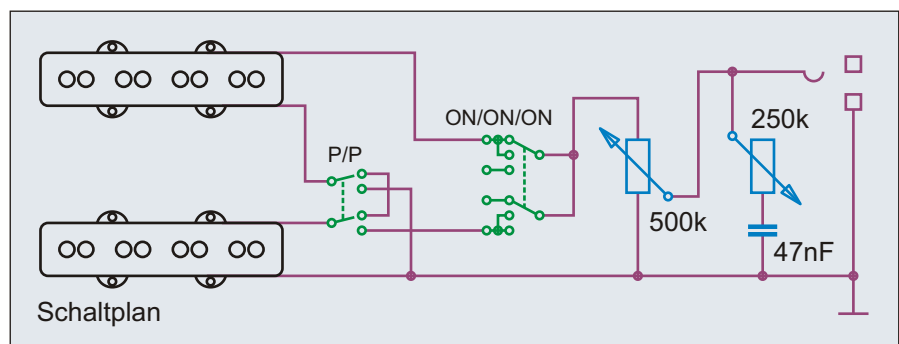 ON/ON/ON
250k
P/P
500k
47nF
Schaltplan